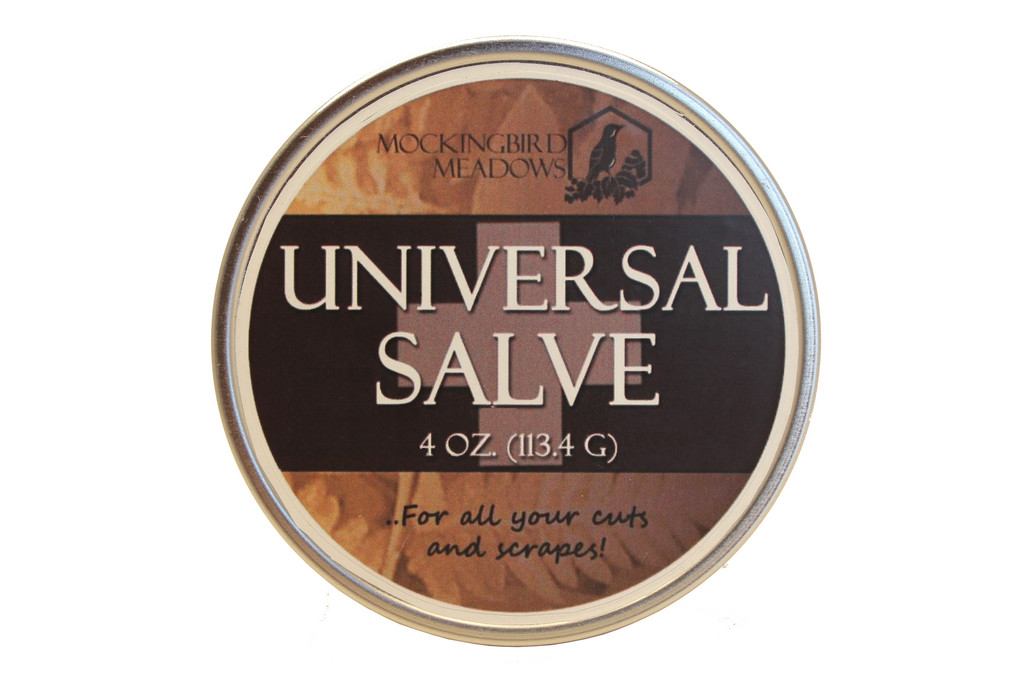 MOCKINGBIRD
MEADOWS
UNIVERSAL
SALVE
4 OZ. (113.4 G)
..For all your cuts
and scrapes!